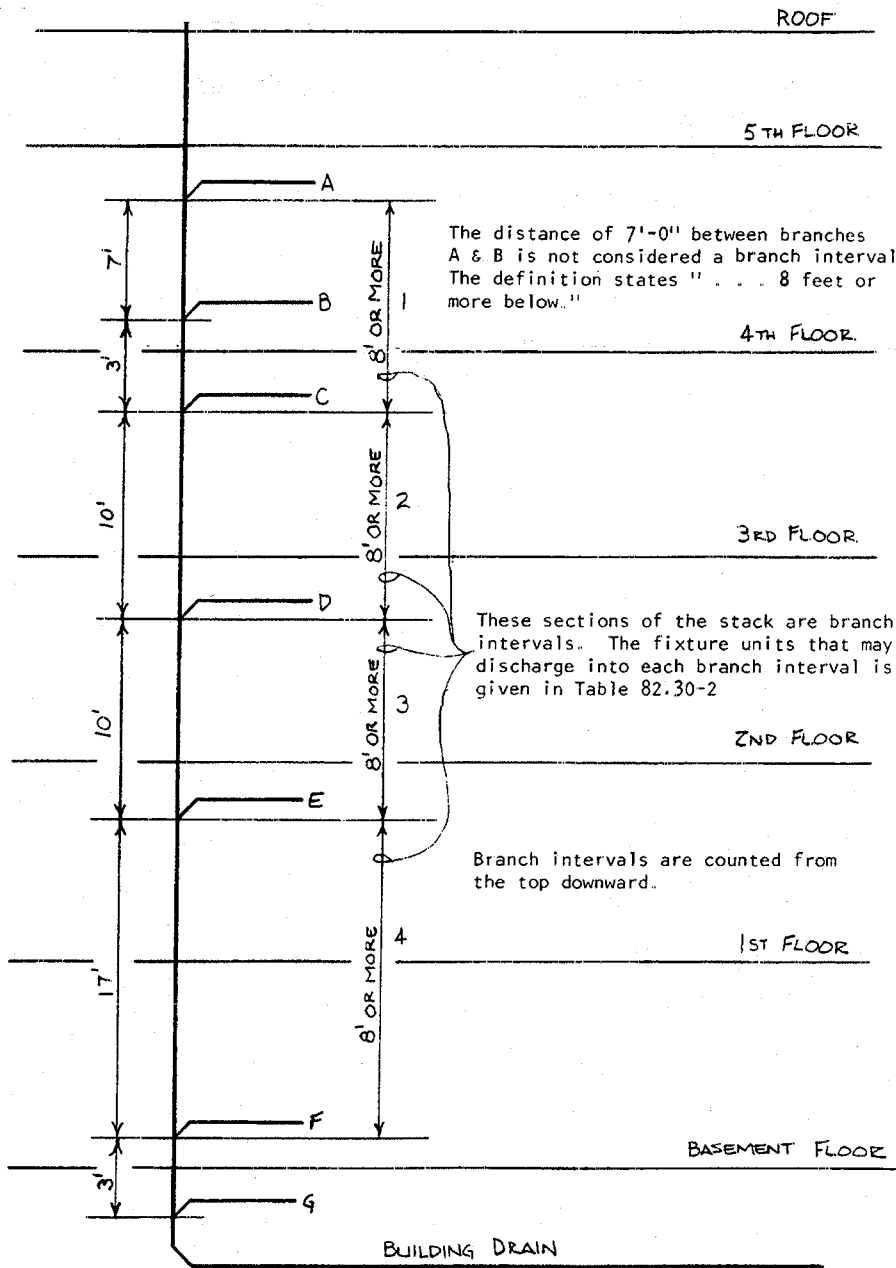 ROOF
5TH FLOOR
A
The distance of 7'-0" between branches
A & B is not considered a branch interval
The definition states " . . . 8 feet or
more below."
7'
8' OR MORE
1
B
4TH FLOOR.
3'
C
10'
8' OR MORE
2
3RD FLOOR.
D
These sections of the stack are branch
intervals. The fixture units that may
discharge into each branch interval is
given in Table 82.30-2
10'
8' OR MORE
3
2ND FLOOR
E
Branch intervals are counted from
the top downward.
17'
8' OR MORE
4
1ST FLOOR
F
BASEMENT FLOOR
3'
G
BUILDING DRAIN